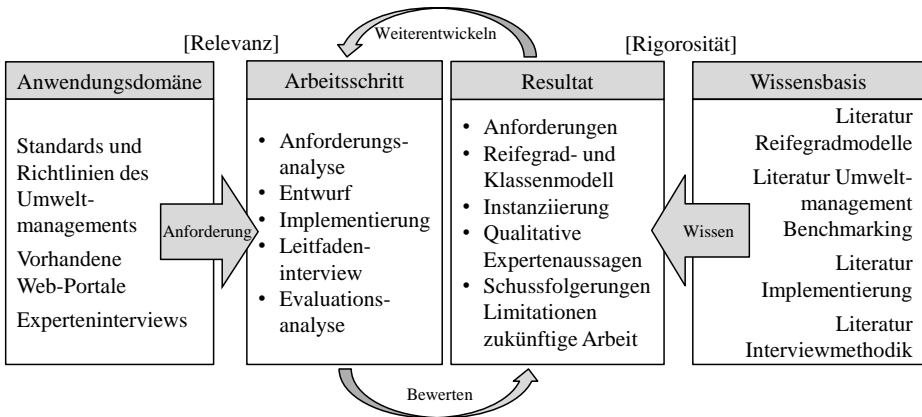 Weiterentwickeln
[Relevanz]
[Rigorosität]
Anwendungsdomäne
Standards und
Richtlinien des
Umwelt-
managements
Vorhandene
Web-Portale
Experteninterviews
Anforderung
Arbeitsschritt
• Anforderungs-
analyse
• Entwurf
• Implementierung
• Leitfaden-
interview
• Evaluations-
analyse
Resultat
• Anforderungen
• Reifegrad- und
Klassenmodell
• Instanziierung
• Qualitative
Expertenaussagen
• Schussfolgerungen
Limitationen
zukünftige Arbeit
Wissen
Wissensbasis
Literatur
Reifegradmodelle
Literatur Umwelt-
management
Benchmarking
Literatur
Implementierung
Literatur
Interviewmethodik
Bewerten